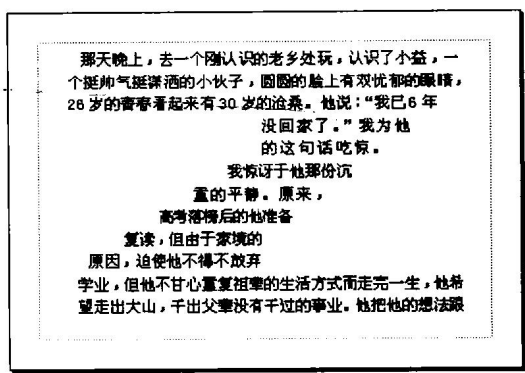 那天晚上，去一个刚认识的老乡处玩，认识了小益，一
个挺帅气挺潇洒的小伙子，圆圆的脸上有双忧郁的眼睛，
26 岁的青春看起来有 30 岁的沧桑。他说：“我已 6 年
没回家了。”我为他
的这句话吃惊。
我惊讶于他那份沉
重的平静。原来，
高考落榜后的他准备
复读，但由于家境的
原因，迫使他不得不放弃
学业，但他不甘心重复祖辈的生活方式而走完一生，他希
望走出大山，干出父辈没有干过的事业。他把他的想法跟